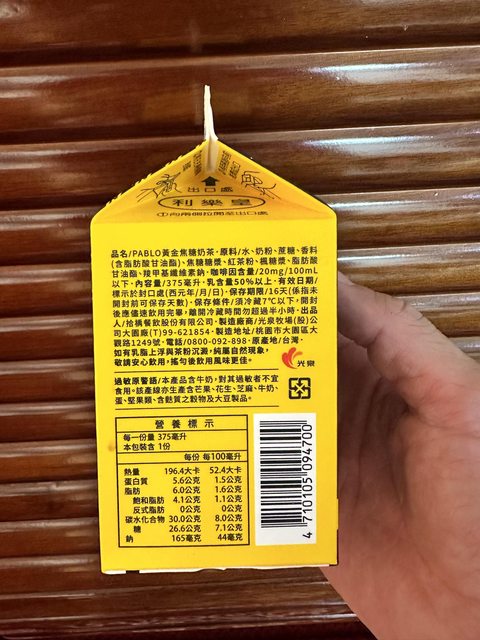 出口處
利樂皇
①向兩側拉開至出口處
品名/PABLO黃金焦糖奶茶・原料/水、奶粉、蔗糖、香料
(含脂肪酸甘油酯)、焦糖糖漿、紅茶粉、楓糖漿、脂肪酸
甘油酯、羧甲基纖維素鈉・咖啡因含量/20mg/100mL
以下・內容量/375毫升・乳含量50%以上・有效日期/
標示於封口處(西元年/月/日)・保存期限/16天(係指未
開封前可保存天數)・保存條件/須冷藏7℃以下・開封
後應儘速飲用完畢，離開冷藏時間勿超過半小時・出品
人/拾橘餐飲股份有限公司・製造廠商/光泉牧場(股)公
司大園廠(T)99-621854・製造廠地址/桃園市大園區大
觀路1249號・電話/0800-092-898・原產地/台灣・
如有乳脂上浮與茶粉沉澱，純屬自然現象，
敬請安心飲用，搖勻後飲用風味更佳。
光泉
過敏原警語/本產品含牛奶，對其過敏者不宜
食用。該產線亦生產含芒果、花生、芝麻、牛奶、
蛋、堅果類、含麩質之穀物及大豆製品。
營養標示
每一份量 375毫升
本包裝含 1份
每份 每100毫升
熱量 196.4大卡 52.4大卡
蛋白質 5.6公克 1.5公克
脂肪 6.0公克 1.6公克
飽和脂肪 4.1公克 1.1公克
反式脂肪 0公克 0公克
碳水化合物 30.0公克 8.0公克
糖 26.6公克 7.1公克
鈉 165毫克 44毫克
4 710105 094700